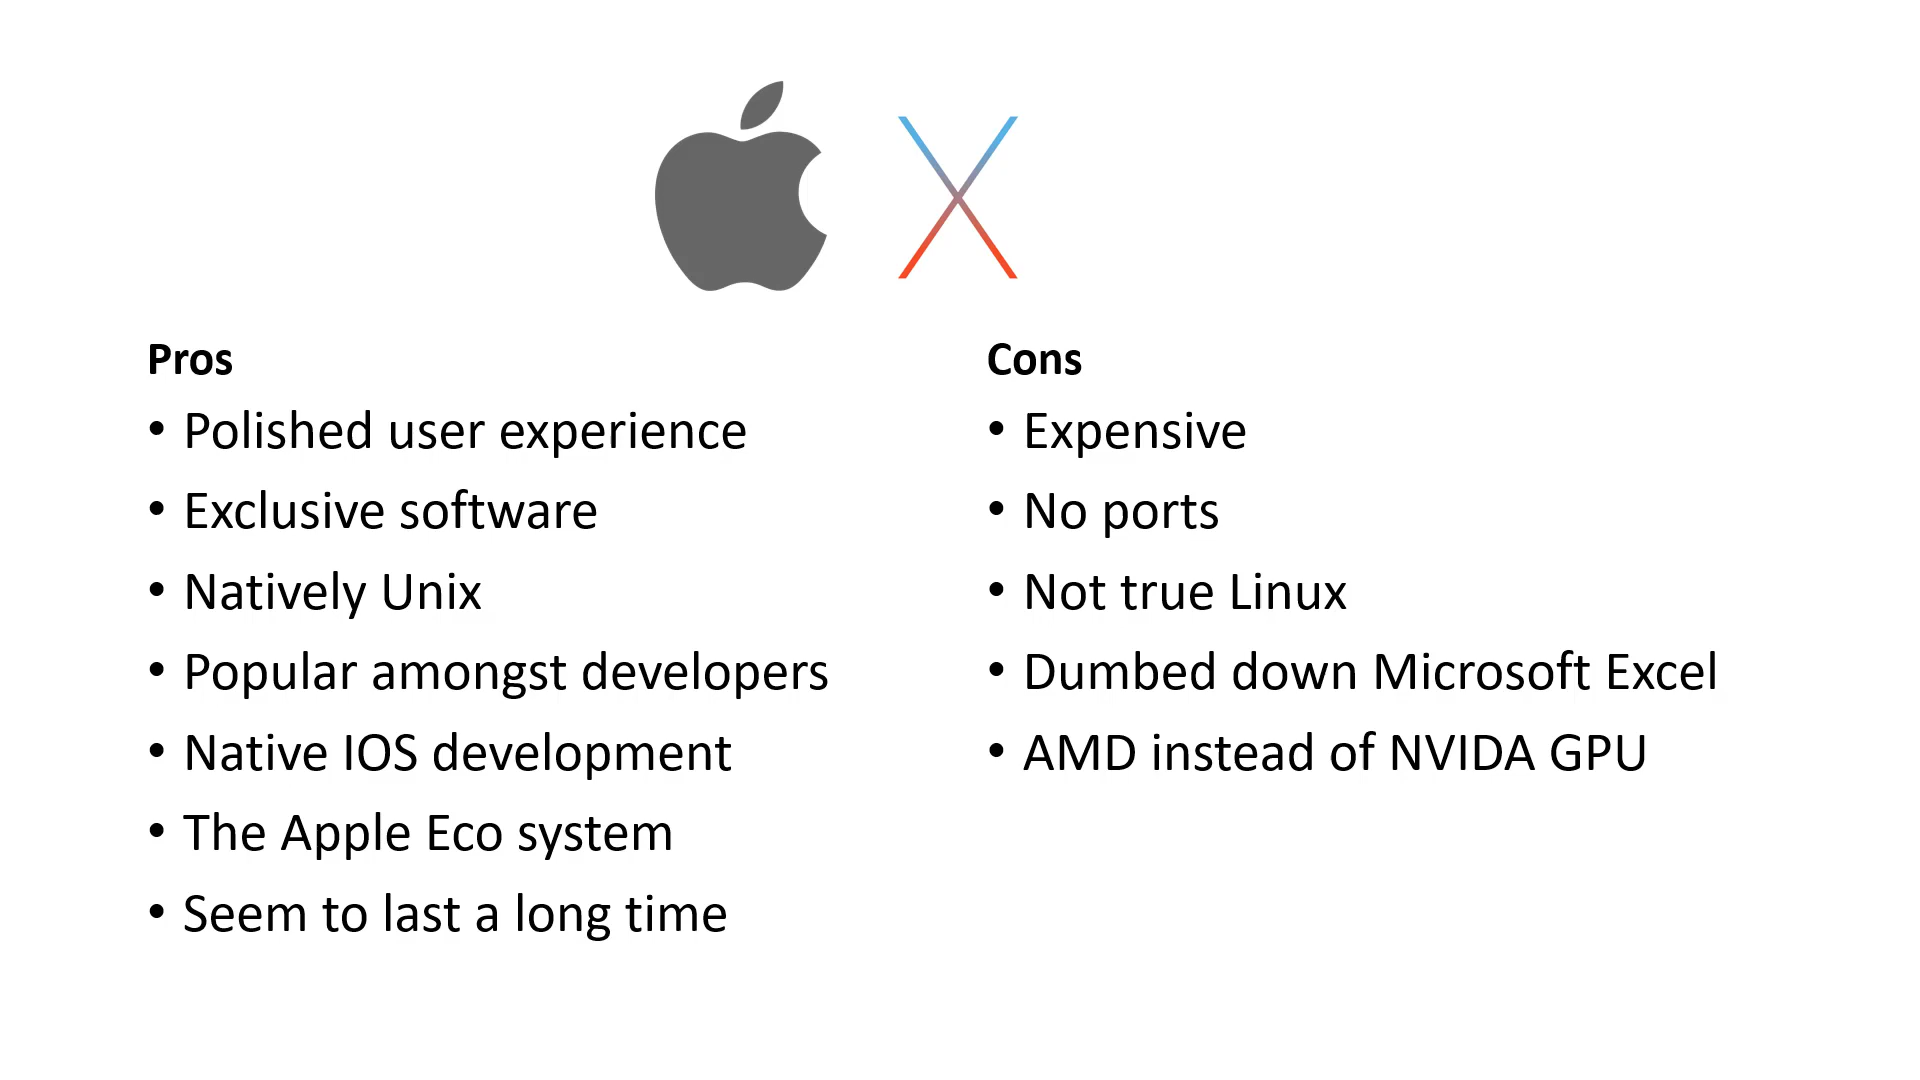 Pros
• Polished user experience
• Exclusive software
• Natively Unix
• Popular amongst developers
• Native IOS development
• The Apple Eco system
• Seem to last a long time
Cons
• Expensive
• No ports
• Not true Linux
• Dumbed down Microsoft Excel
• AMD instead of NVIDA GPU